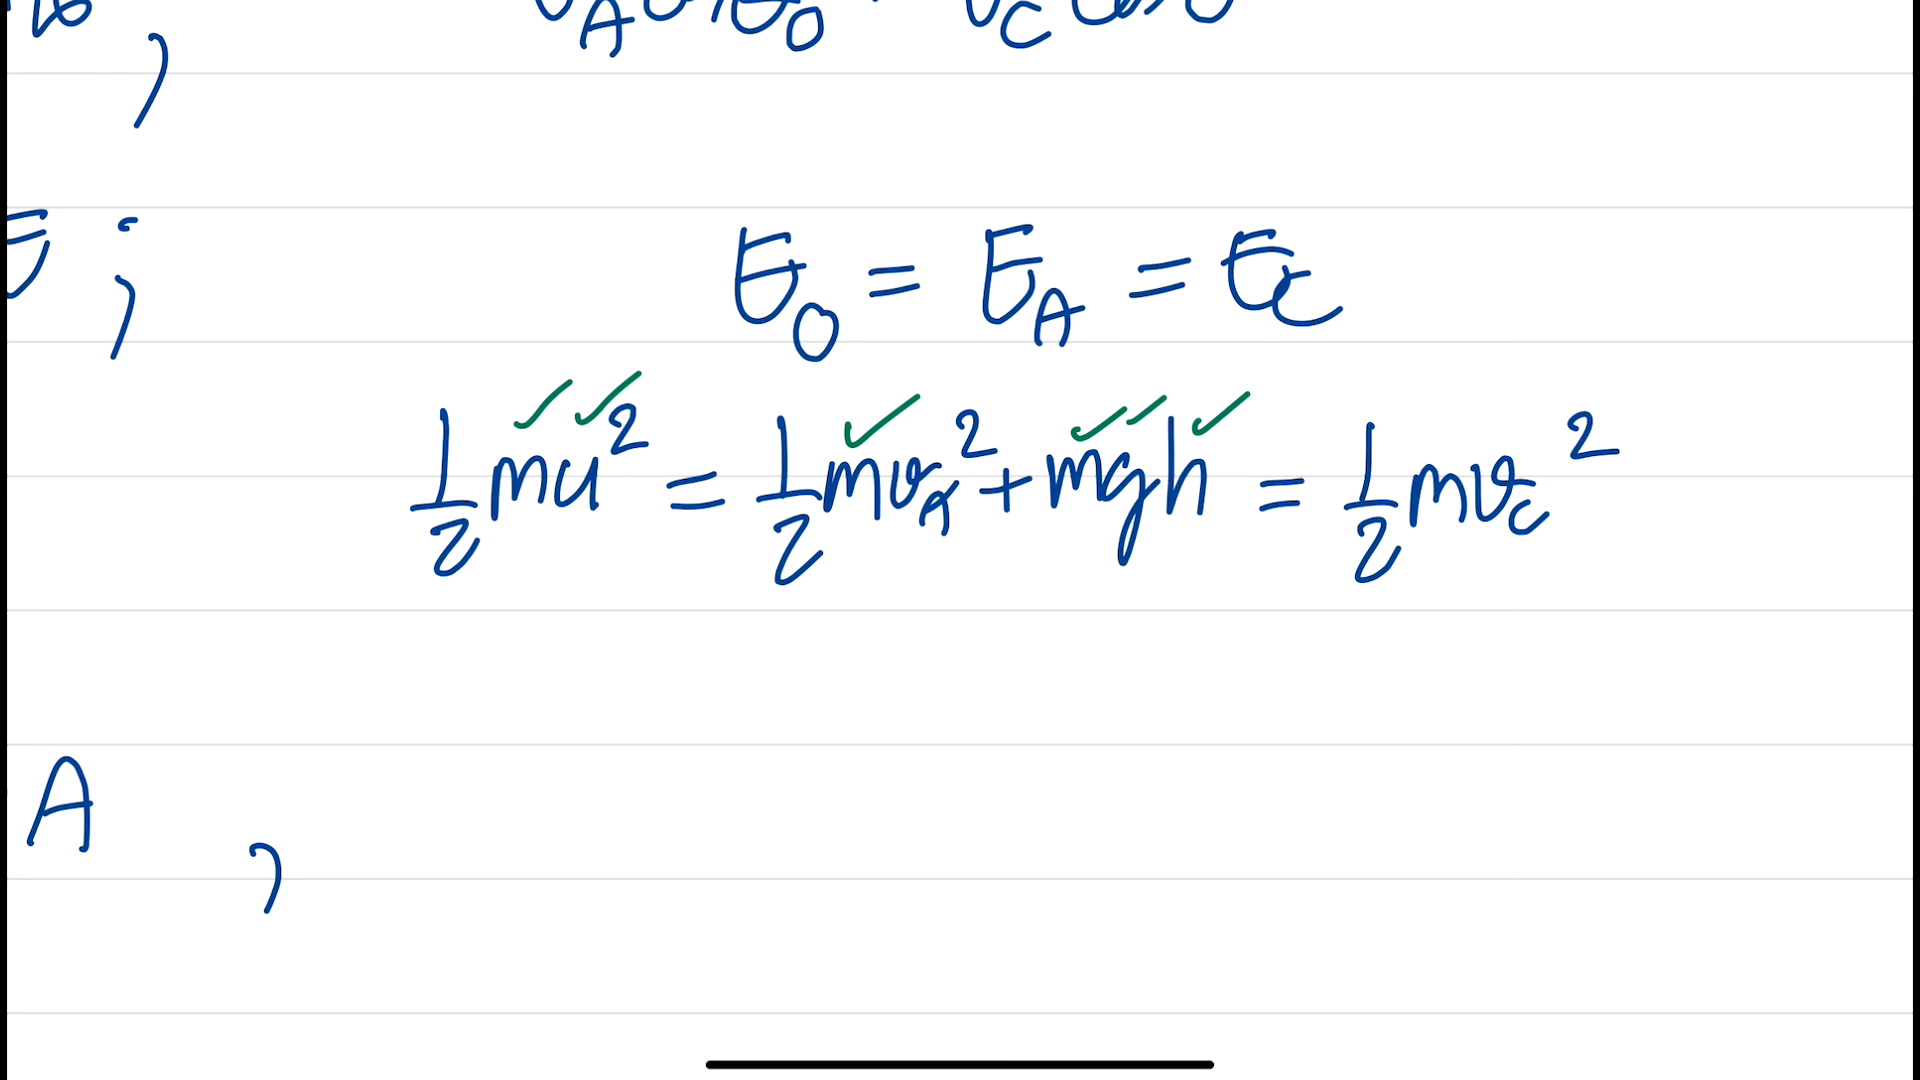 E₀ = E_A = E_C
½mu² = ½mv_A² + mgh = ½mv_C²
A ,